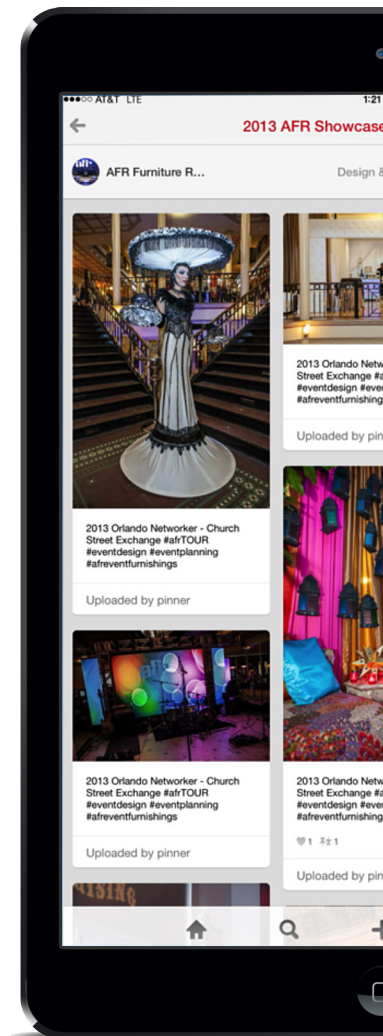 AT&T LTE
1:21
2013 AFR Showcase
AFR Furniture R...
Design &
2013 Orlando Networker - Church
Street Exchange #afrTOUR
#eventdesign #eventplanning
#afreventfurnishings
Uploaded by pinner
2013 Orlando Networker - Church
Street Exchange #afrTOUR
#eventdesign #eventplanning
#afreventfurnishings
Uploaded by pinner
2013 Orlando Netw
Street Exchange #a
#eventdesign #even
#afreventfurnishing
Uploaded by pin
2013 Orlando Netw
Street Exchange #a
#eventdesign #even
#afreventfurnishing
1
1
Uploaded by pin